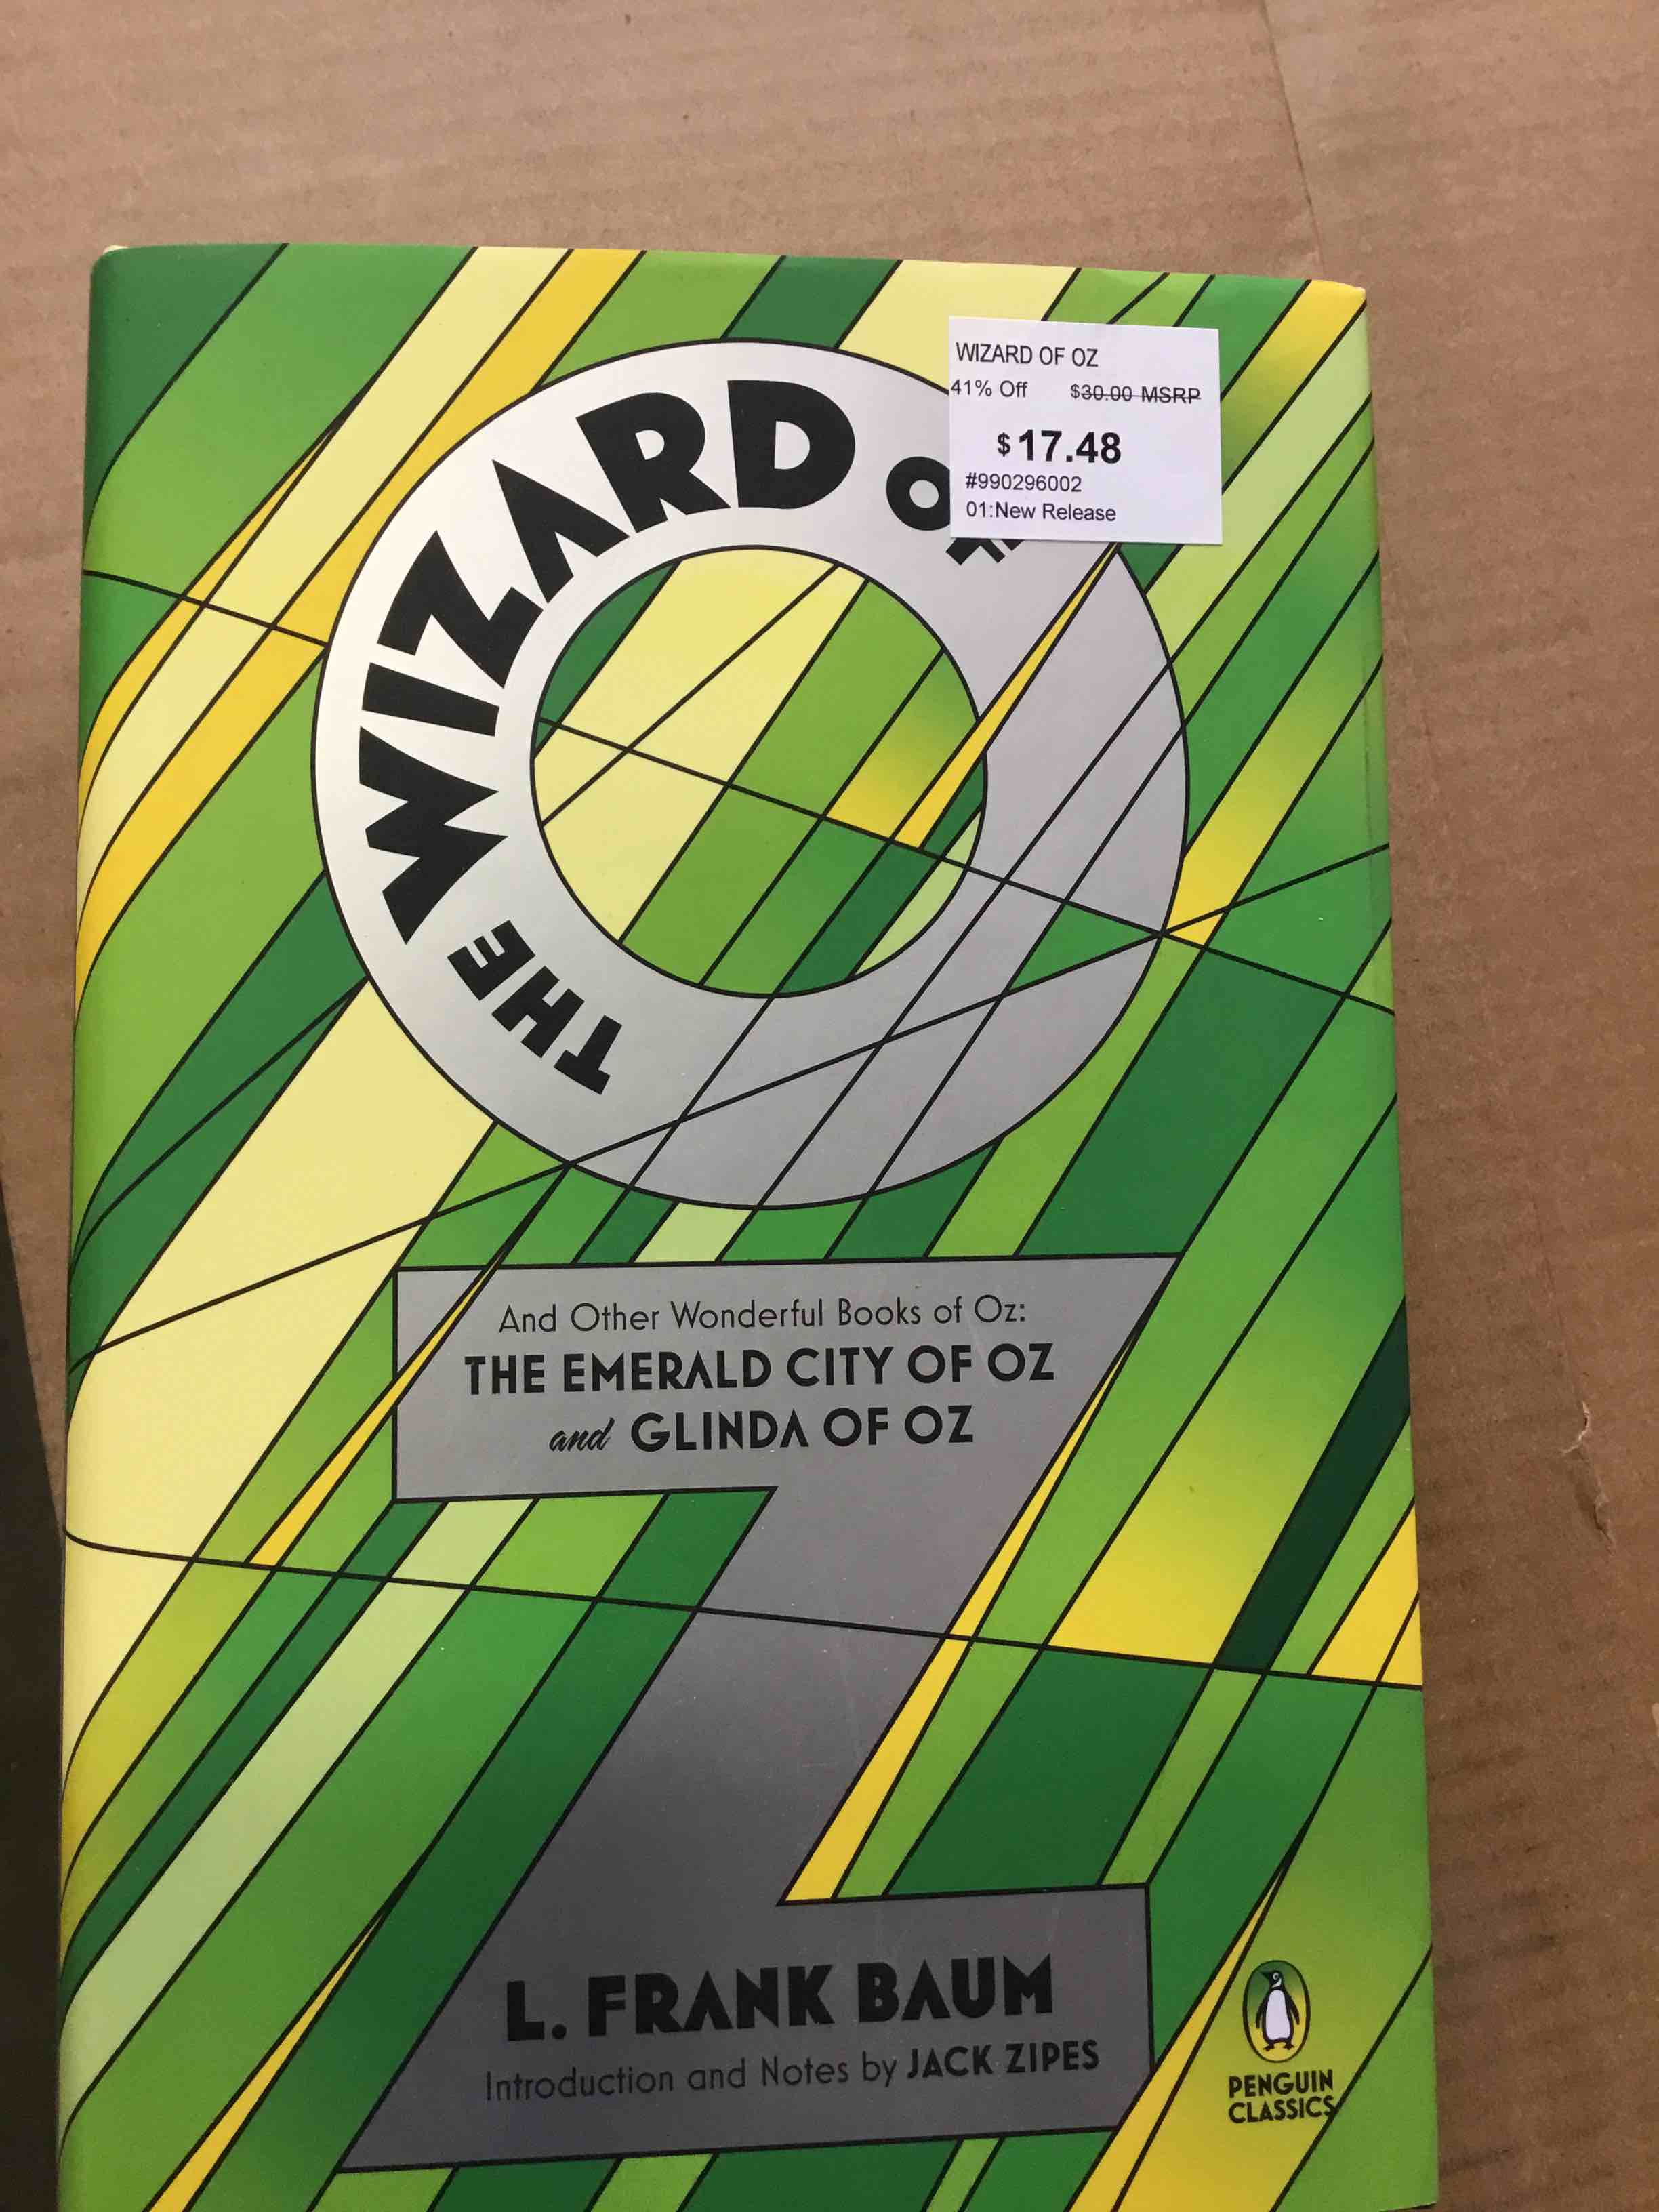 WIZARD OF OZ
41% Off $30.00 MSRP
$17.48
#990296002
01:New Release
THE WIZARD OF
OZ
And Other Wonderful Books of Oz:
THE EMERALD CITY OF OZ
and GLINDA OF OZ
L. FRANK BAUM
Introduction and Notes by JACK ZIPES
PENGUIN
CLASSICS